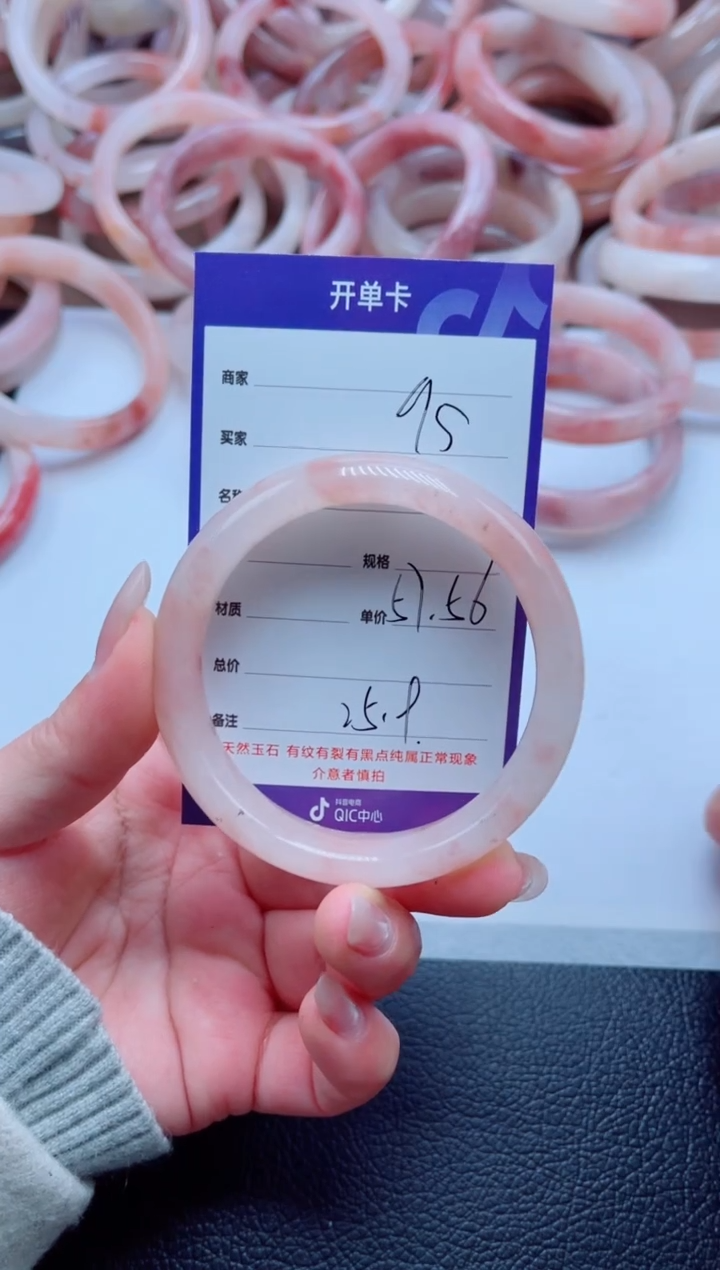 开单卡
商家
95
买家
名称
规格
材质
单价 57.56
总价
备注 25.9.
天然玉石 有纹有裂有黑点纯属正常现象
介意者慎拍
抖音电商
QIC中心